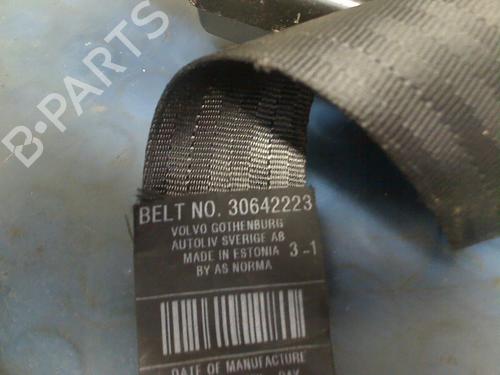 B-PARTS
BELT NO. 30642223
VOLVO GOTHENBURG
AUTOLIV SVERIGE AB
MADE IN ESTONIA 3-1
BY AS NORMA
DATE OF MANUFACTURE
DAY